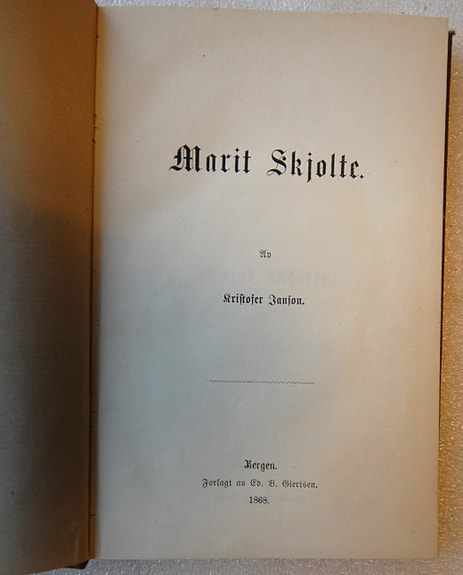 Marit Skjolte.
Av
Kristofer Janson.
Bergen.
Forlagt av Ed. B. Giertsen.
1868.